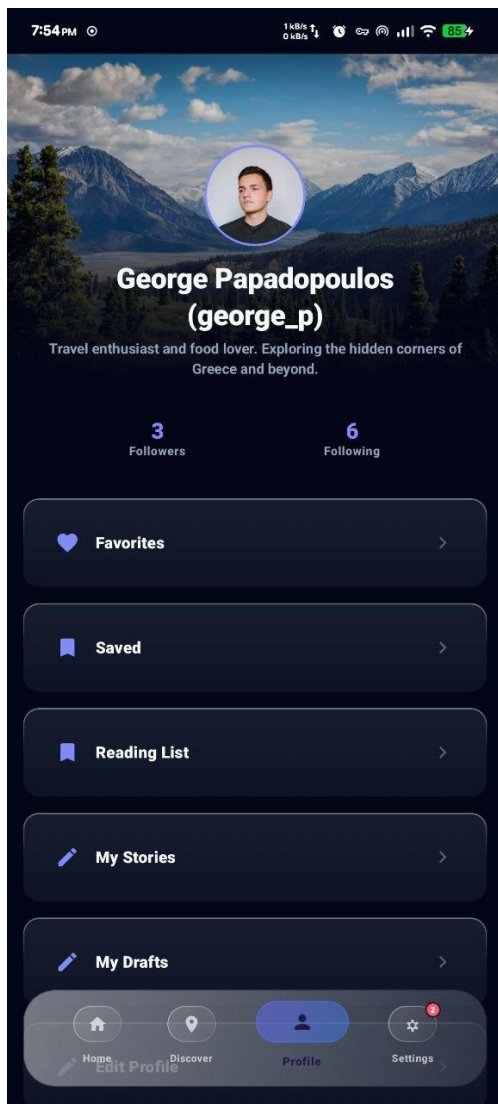 7:54 PM
1 kB/s
0 kB/s
85
George Papadopoulos
(george_p)
Travel enthusiast and food lover. Exploring the hidden corners of
Greece and beyond.
3 6
Followers Following
Favorites
Saved
Reading List
My Stories
My Drafts
2
Home Discover Profile Settings
Edit Profile